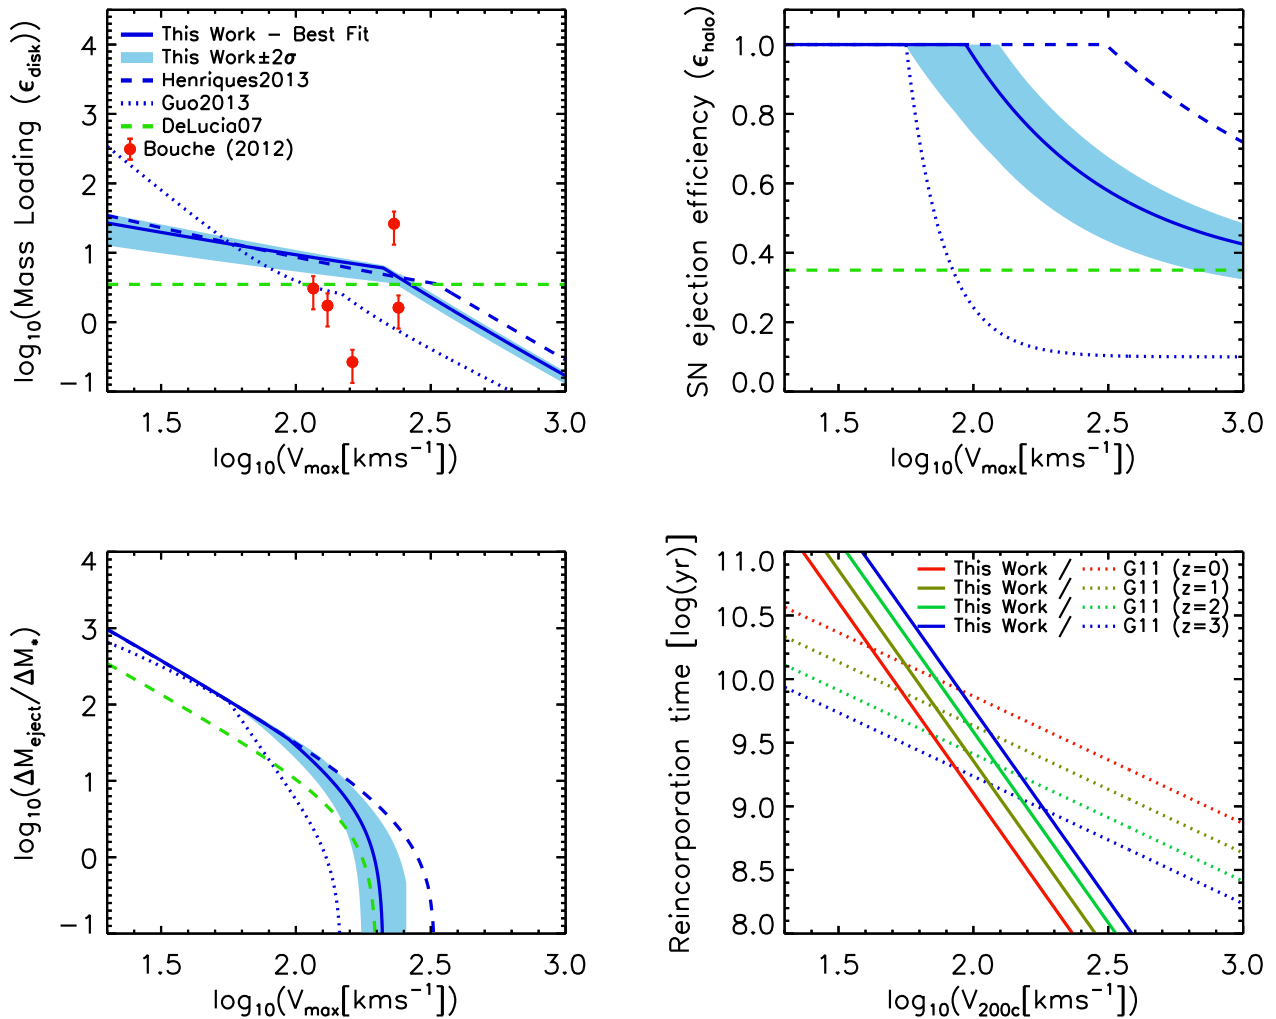 log₁₀(Mass Loading (ϵdisk))
4
3
2
1
0
−1
This Work − Best Fit
This Work±2σ
Henriques2013
Guo2013
DeLucia07
Bouche (2012)
1.5 2.0 2.5 3.0
log₁₀(Vmax[kms⁻¹])
SN ejection efficiency (ϵhalo)
1.0
0.8
0.6
0.4
0.2
0.0
1.5 2.0 2.5 3.0
log₁₀(Vmax[kms⁻¹])
log₁₀(ΔMeject/ΔM*)
4
3
2
1
0
−1
1.5 2.0 2.5 3.0
log₁₀(Vmax[kms⁻¹])
Reincorporation time [log(yr)]
11.0
10.5
10.0
9.5
9.0
8.5
8.0
This Work / G11 (z=0)
This Work / G11 (z=1)
This Work / G11 (z=2)
This Work / G11 (z=3)
1.5 2.0 2.5 3.0
log₁₀(V200c[kms⁻¹])